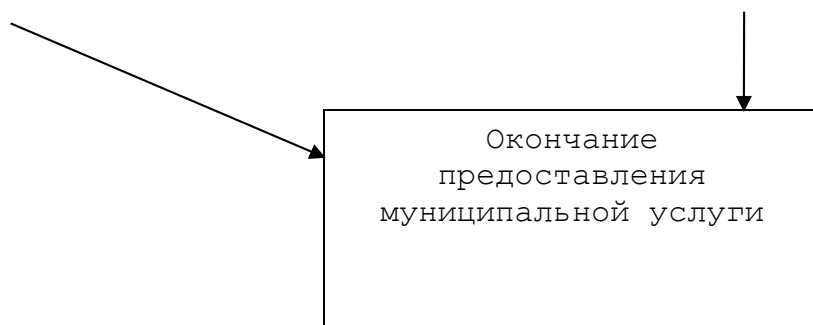 Окончание
предоставления
муниципальной услуги